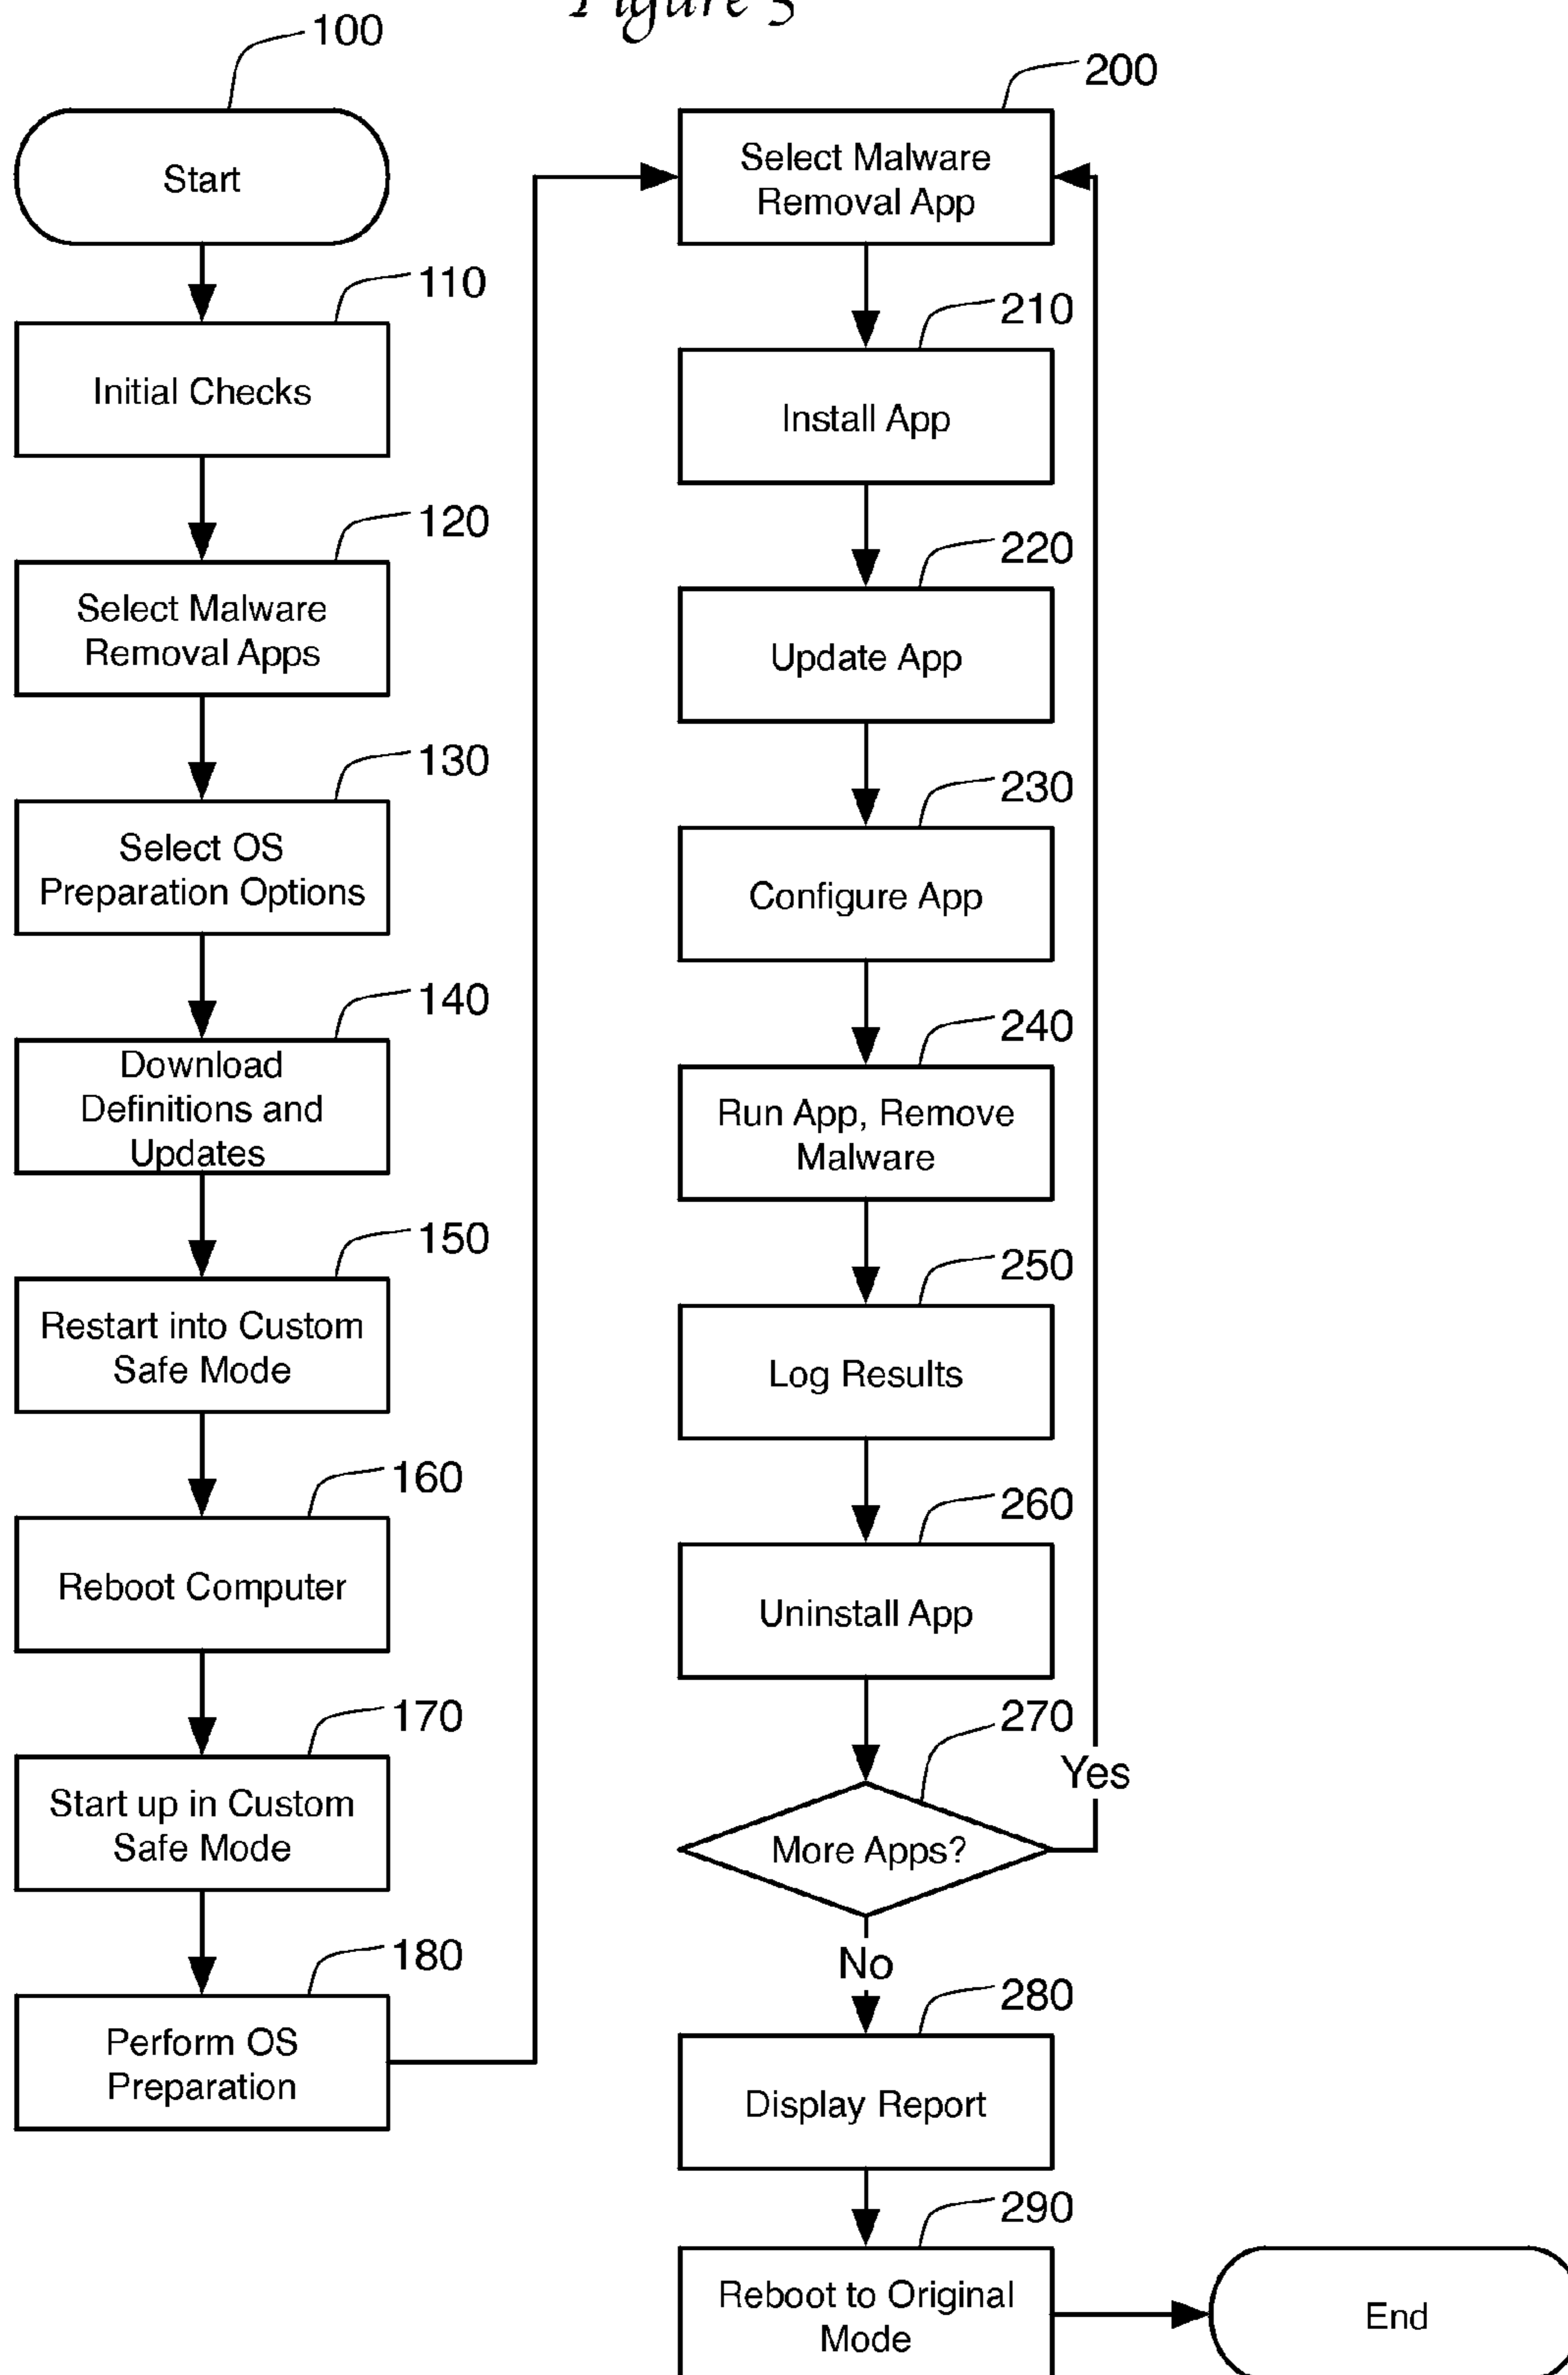 Figure 3
100
Start
110
Initial Checks
120
Select Malware
Removal Apps
130
Select OS
Preparation Options
140
Download
Definitions and
Updates
150
Restart into Custom
Safe Mode
160
Reboot Computer
170
Start up in Custom
Safe Mode
180
Perform OS
Preparation
200
Select Malware
Removal App
210
Install App
220
Update App
230
Configure App
240
Run App, Remove
Malware
250
Log Results
260
Uninstall App
270
More Apps?
Yes
No
280
Display Report
290
Reboot to Original
Mode
End